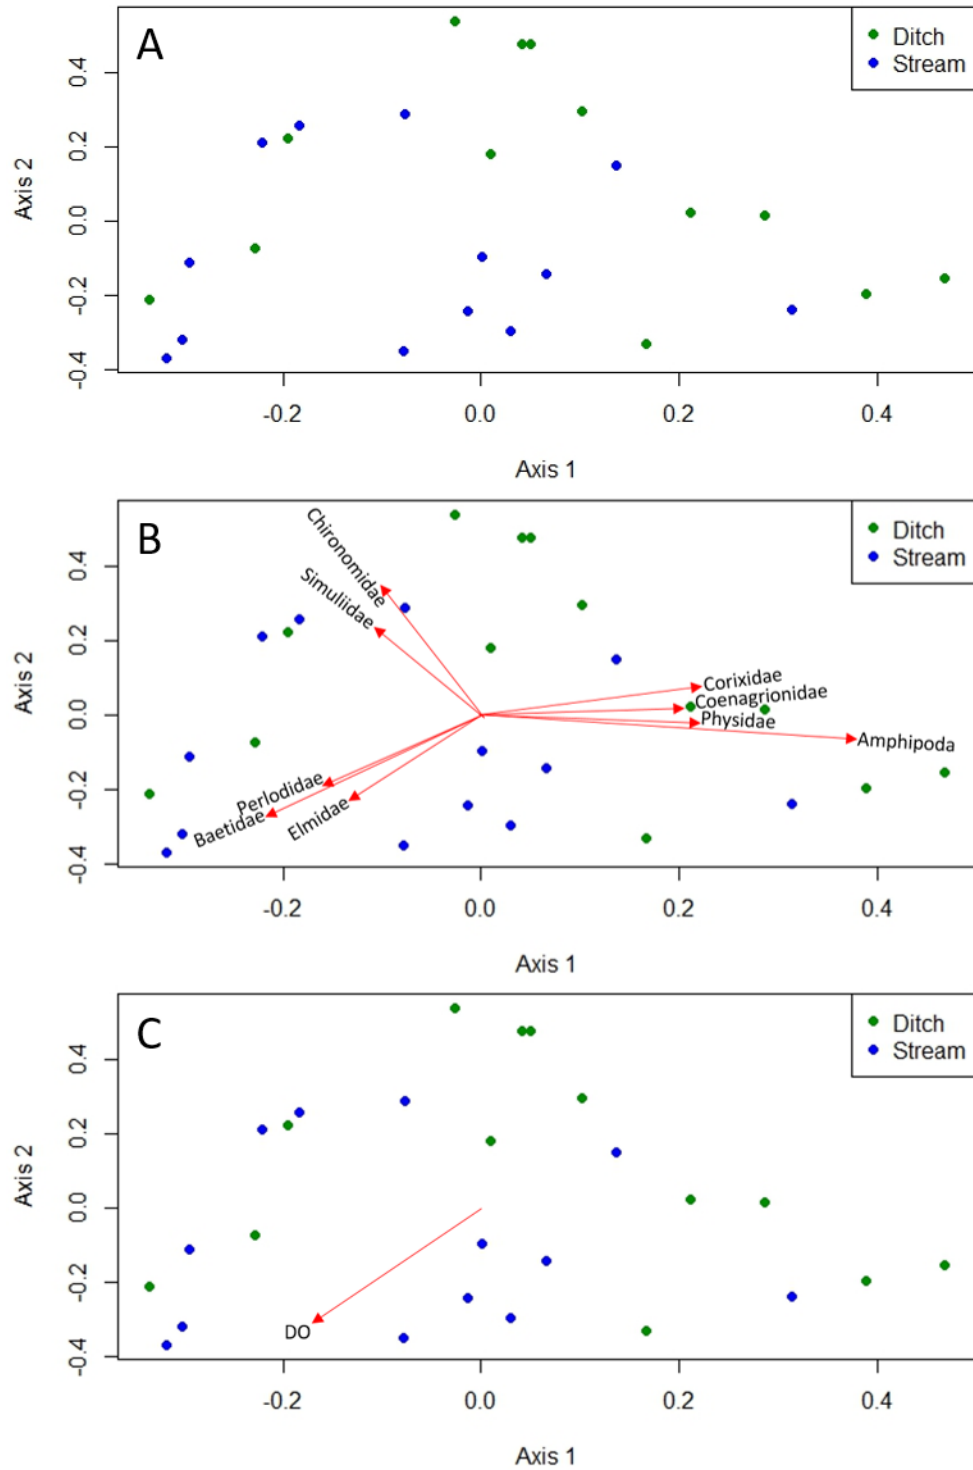 A
Ditch
Stream
Axis 2
0.4
0.2
0.0
-0.2
-0.4
-0.2
0.0
0.2
0.4
Axis 1
B
Ditch
Stream
Axis 2
0.4
0.2
0.0
-0.2
-0.4
Chironomidae
Simuliidae
Corixidae
Coenagrionidae
Physidae
Amphipoda
Perlodidae
Baetidae
Elmidae
-0.2
0.0
0.2
0.4
Axis 1
C
Ditch
Stream
Axis 2
0.4
0.2
0.0
-0.2
-0.4
DO
-0.2
0.0
0.2
0.4
Axis 1